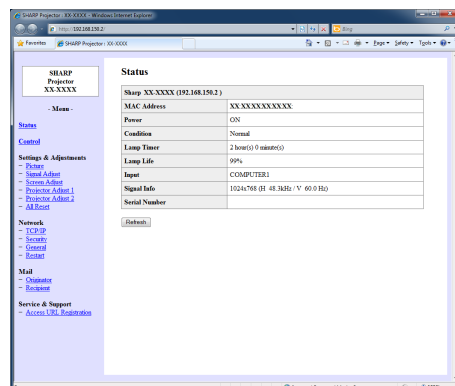 SHARP Projector : XX-XXXX - Windows Internet Explorer
http://192.168.150.2/
Bing
Favorites
SHARP Projector : XX-XXXX
Page
Safety
Tools
SHARP
Projector
XX-XXXX
- Menu -
Status
Control
Settings & Adjustments
- Picture
- Signal Adjust
- Screen Adjust
- Projector Adjust 1
- Projector Adjust 2
- All Reset
Network
- TCP/IP
- Security
- General
- Restart
Mail
- Originator
- Recipient
Service & Support
- Access URL Registration
Status
Sharp XX-XXXX (192.168.150.2 )
MAC Address XX:XX:XX:XX:XX:XX
Power ON
Condition Normal
Lamp Timer 2 hour(s) 0 minute(s)
Lamp Life 99%
Input COMPUTER1
Signal Info 1024x768 (H 48.3kHz / V 60.0 Hz)
Serial Number
Refresh